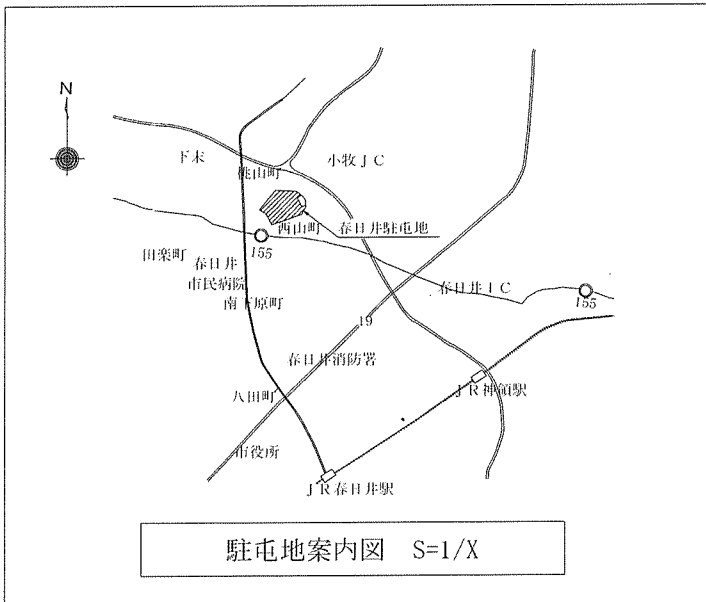 N
下末
小牧JC
桃山町
西山町
春日井駐屯地
155
田楽町
春日井
市民病院
南下原町
春日井IC
155
19
春日井消防署
八田町
JR神領駅
市役所
JR春日井駅
駐屯地案内図 S=1/X